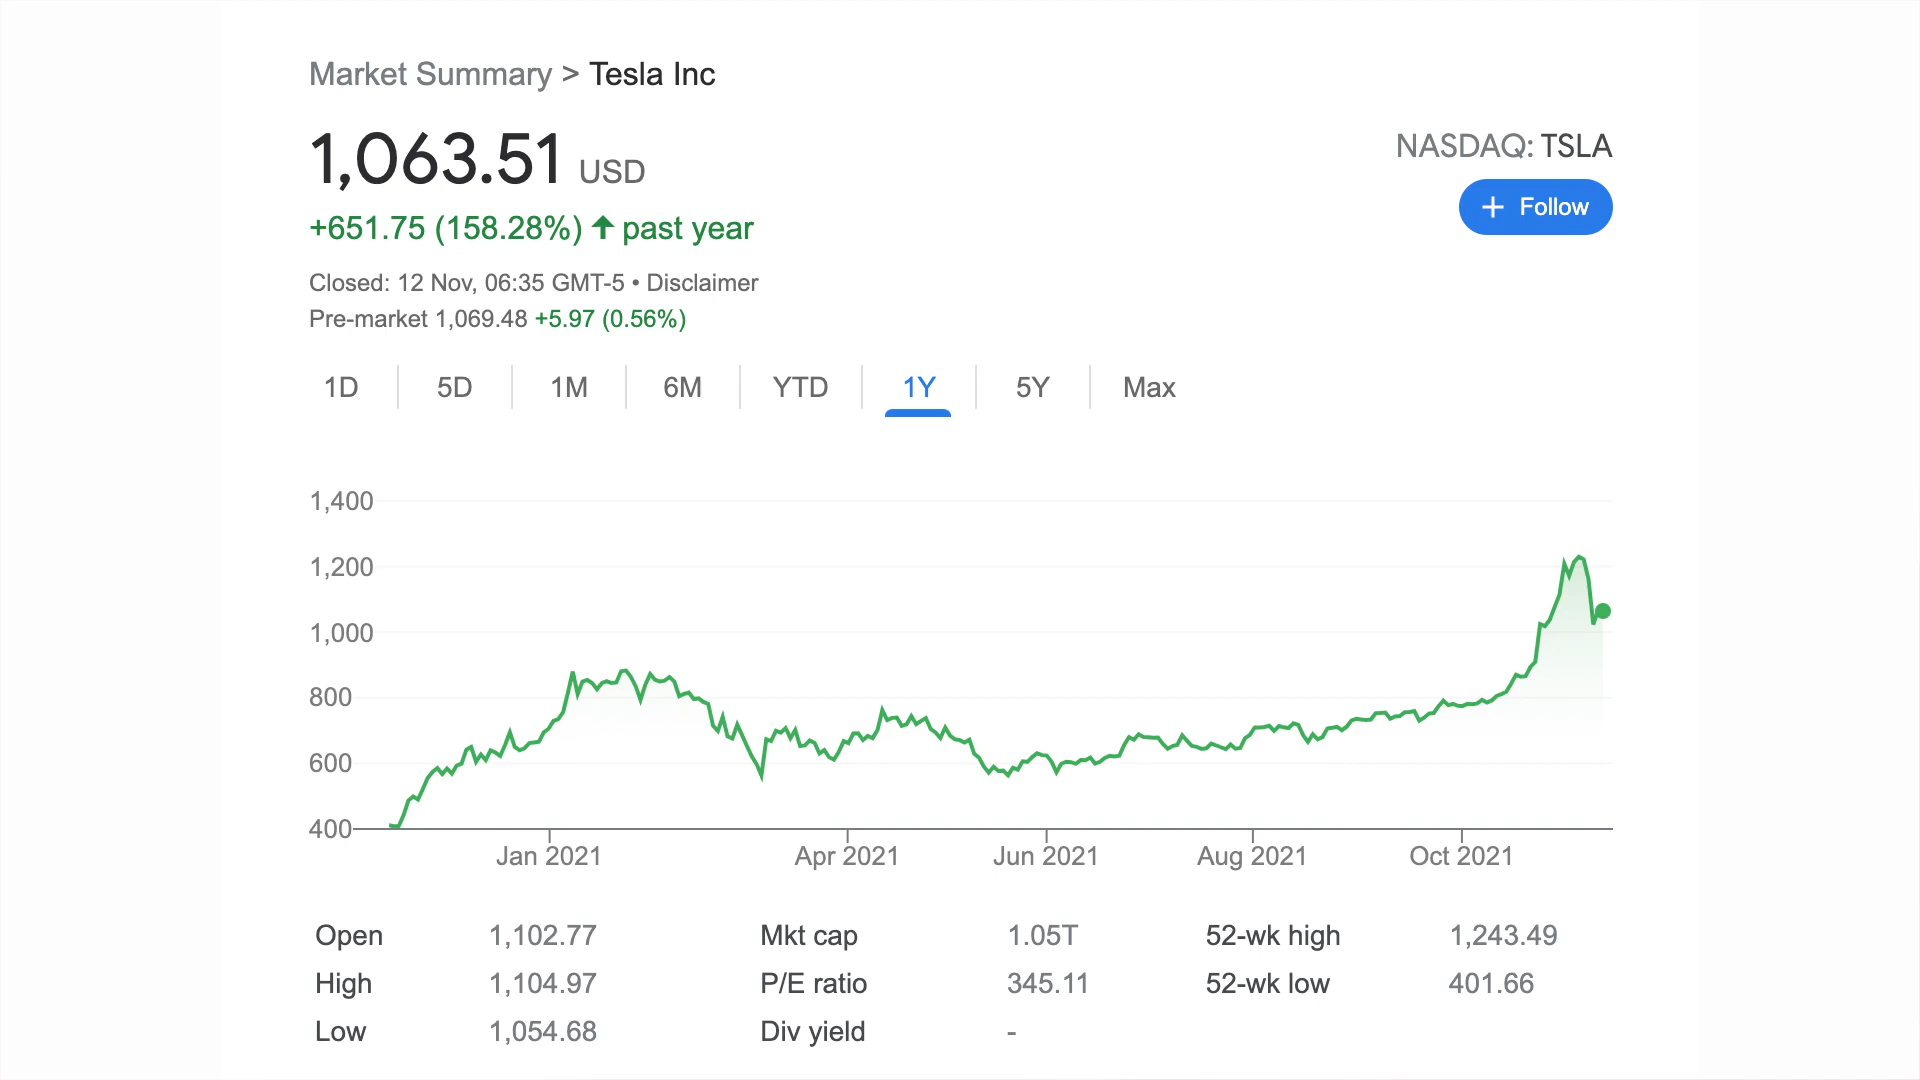 Market Summary > Tesla Inc
1,063.51 USD
NASDAQ: TSLA
+ Follow
+651.75 (158.28%) ↑ past year
Closed: 12 Nov, 06:35 GMT-5 • Disclaimer
Pre-market 1,069.48 +5.97 (0.56%)
1D 5D 1M 6M YTD 1Y 5Y Max
1,400
1,200
1,000
800
600
400
Jan 2021 Apr 2021 Jun 2021 Aug 2021 Oct 2021
Open 1,102.77 Mkt cap 1.05T 52-wk high 1,243.49
High 1,104.97 P/E ratio 345.11 52-wk low 401.66
Low 1,054.68 Div yield -